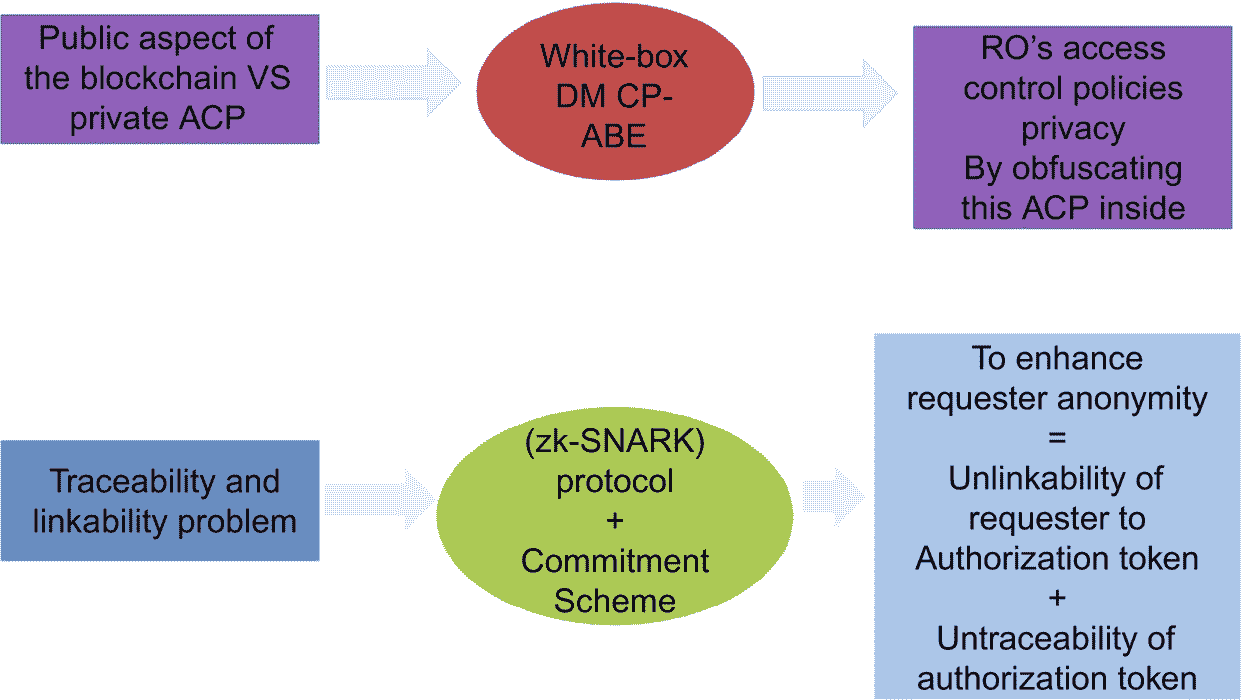 Public aspect of
the blockchain VS
private ACP
White-box
DM CP-
ABE
RO’s access
control policies
privacy
By obfuscating
this ACP inside
Traceability and
linkability problem
(zk-SNARK)
protocol
+
Commitment
Scheme
To enhance
requester anonymity
=
Unlinkability of
requester to
Authorization token
+
Untraceability of
authorization token